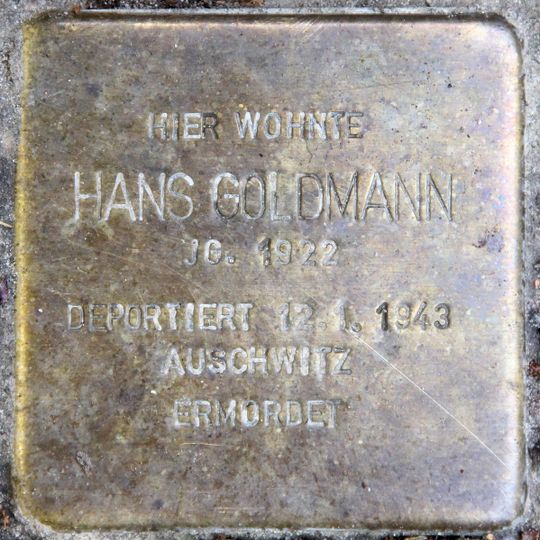 HIER WOHNTE
HANS GOLDMANN
JG. 1922
DEPORTIERT 12.1.1943
AUSCHWITZ
ERMORDET